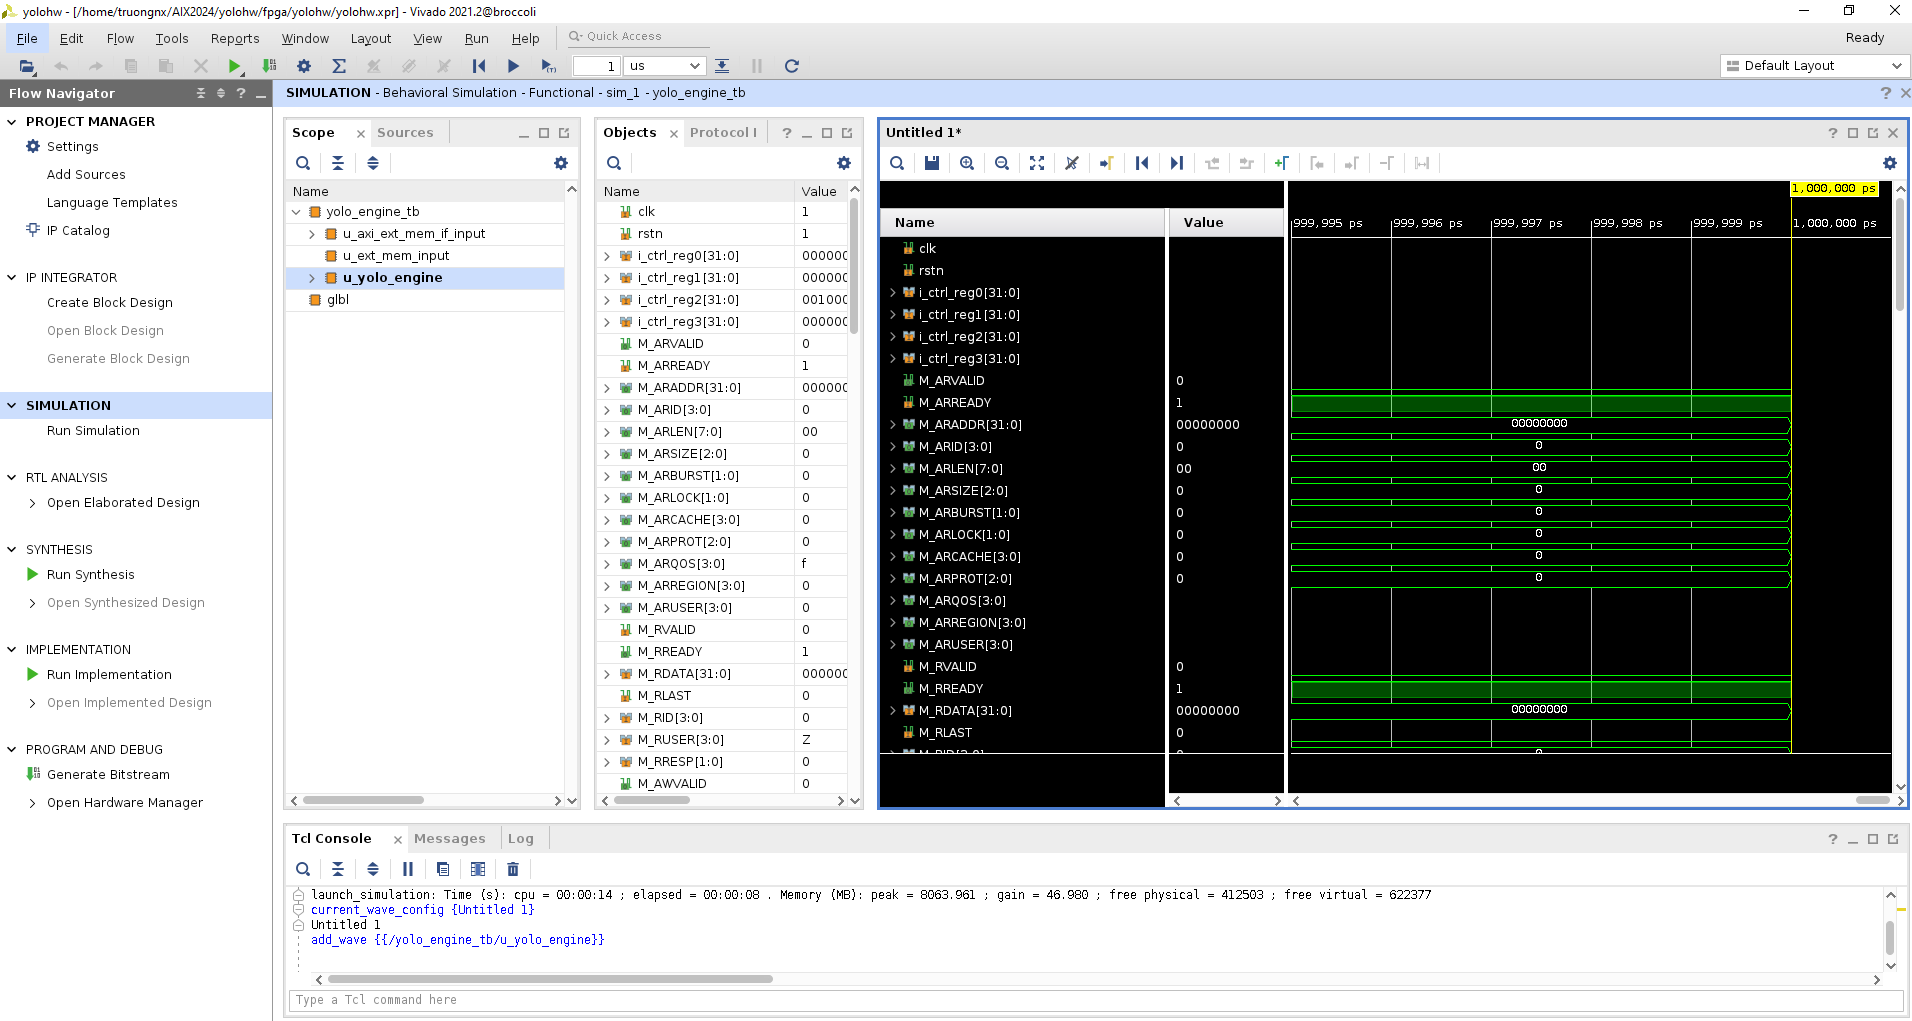 yolohw - [/home/truongnx/AIX2024/yolohw/fpga/yolohw/yolohw.xpr] - Vivado 2021.2@broccoli
File Edit Flow Tools Reports Window Layout View Run Help Quick Access Ready
1 us Default Layout
Flow Navigator
PROJECT MANAGER
Settings
Add Sources
Language Templates
IP Catalog
IP INTEGRATOR
Create Block Design
Open Block Design
Generate Block Design
SIMULATION
Run Simulation
RTL ANALYSIS
Open Elaborated Design
SYNTHESIS
Run Synthesis
Open Synthesized Design
IMPLEMENTATION
Run Implementation
Open Implemented Design
PROGRAM AND DEBUG
Generate Bitstream
Open Hardware Manager
SIMULATION - Behavioral Simulation - Functional - sim_1 - yolo_engine_tb
Scope Sources
Name
yolo_engine_tb
u_axi_ext_mem_if_input
u_ext_mem_input
u_yolo_engine
glbl
Objects Protocol I
Name Value
clk 1
rstn 1
i_ctrl_reg0[31:0] 000000
i_ctrl_reg1[31:0] 000000
i_ctrl_reg2[31:0] 001000
i_ctrl_reg3[31:0] 000000
M_ARVALID 0
M_ARREADY 1
M_ARADDR[31:0] 000000
M_ARID[3:0] 0
M_ARLEN[7:0] 00
M_ARSIZE[2:0] 0
M_ARBURST[1:0] 0
M_ARLOCK[1:0] 0
M_ARCACHE[3:0] 0
M_ARPROT[2:0] 0
M_ARQOS[3:0] f
M_ARREGION[3:0] 0
M_ARUSER[3:0] 0
M_RVALID 0
M_RREADY 1
M_RDATA[31:0] 000000
M_RLAST 0
M_RID[3:0] 0
M_RUSER[3:0] Z
M_RRESP[1:0] 0
M_AWVALID 0
Untitled 1*
1,000,000 ps
Name Value 999,995 ps 999,996 ps 999,997 ps 999,998 ps 999,999 ps 1,000,000 ps
clk
rstn
i_ctrl_reg0[31:0]
i_ctrl_reg1[31:0]
i_ctrl_reg2[31:0]
i_ctrl_reg3[31:0]
M_ARVALID 0
M_ARREADY 1
M_ARADDR[31:0] 00000000 00000000
M_ARID[3:0] 0 0
M_ARLEN[7:0] 00 00
M_ARSIZE[2:0] 0 0
M_ARBURST[1:0] 0 0
M_ARLOCK[1:0] 0 0
M_ARCACHE[3:0] 0 0
M_ARPROT[2:0] 0 0
M_ARQOS[3:0]
M_ARREGION[3:0]
M_ARUSER[3:0]
M_RVALID 0
M_RREADY 1
M_RDATA[31:0] 00000000 00000000
M_RLAST 0
Tcl Console Messages Log
launch_simulation: Time (s): cpu = 00:00:14 ; elapsed = 00:00:08 . Memory (MB): peak = 8063.961 ; gain = 46.980 ; free physical = 412503 ; free virtual = 622377
current_wave_config {Untitled 1}
Untitled 1
add_wave {{/yolo_engine_tb/u_yolo_engine}}
Type a Tcl command here